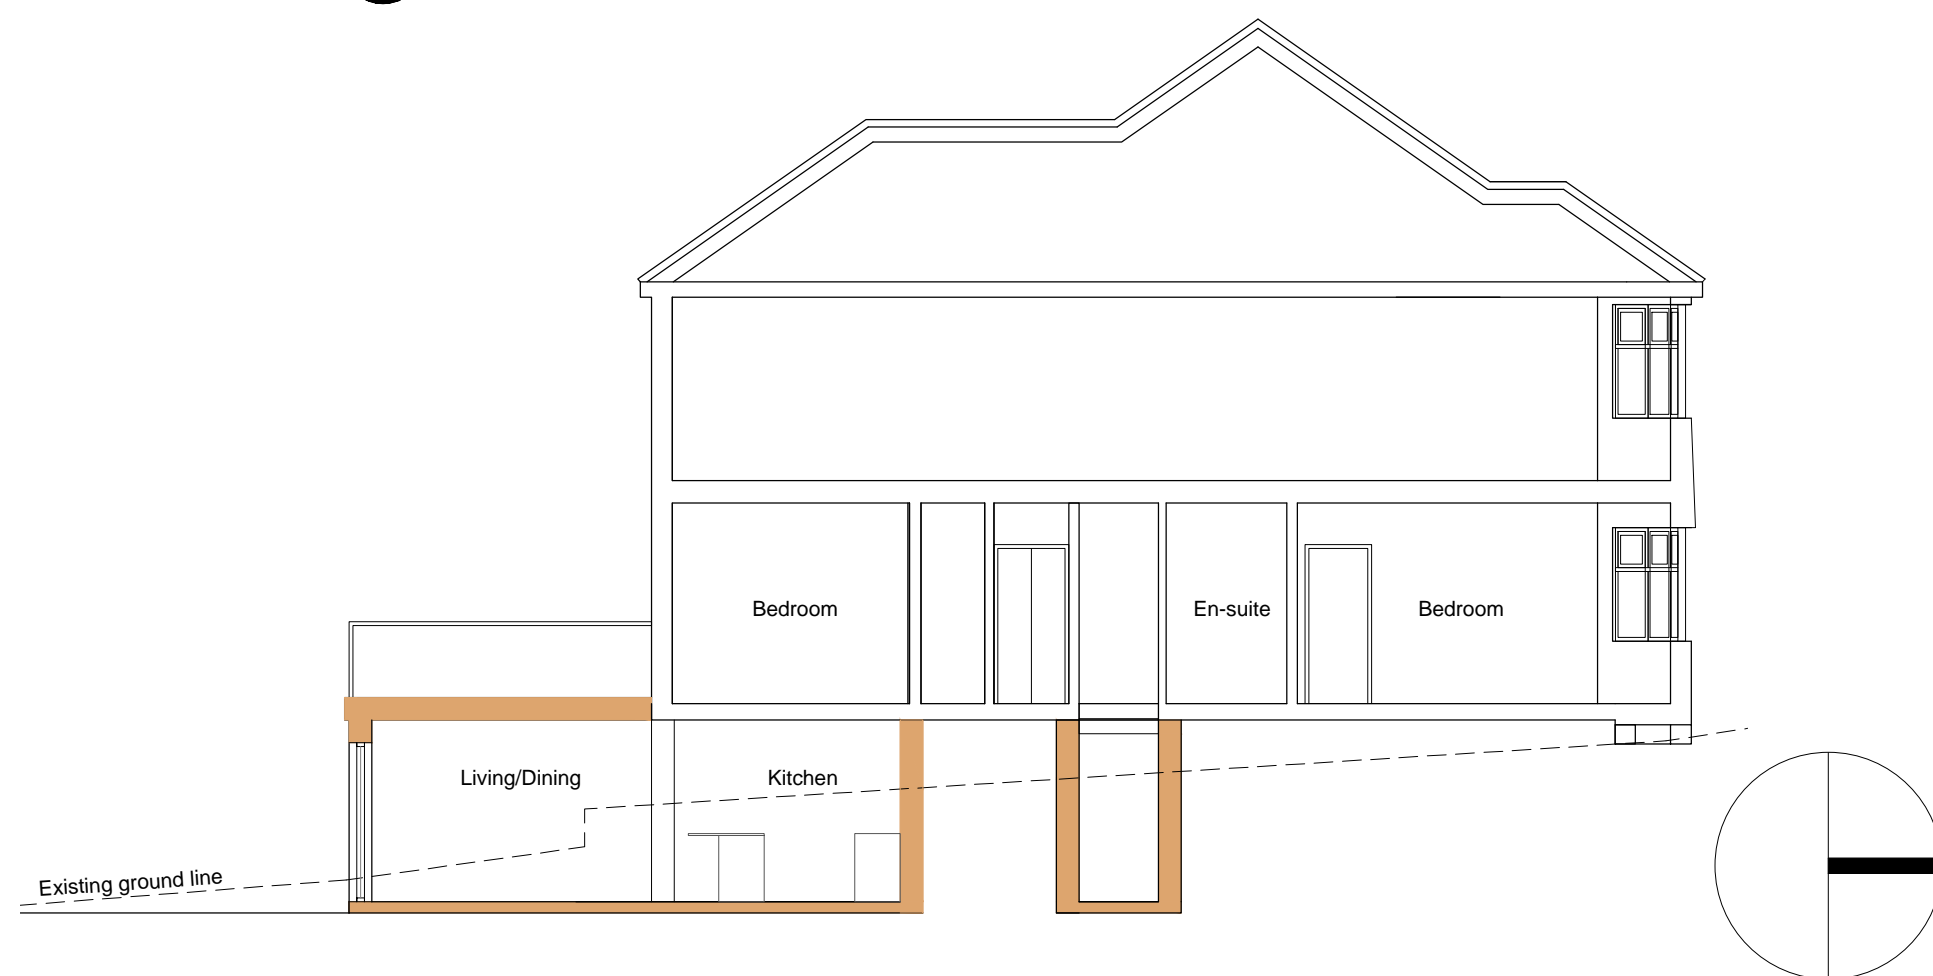 Bedroom
En-suite
Bedroom
Living/Dining
Kitchen
Existing ground line